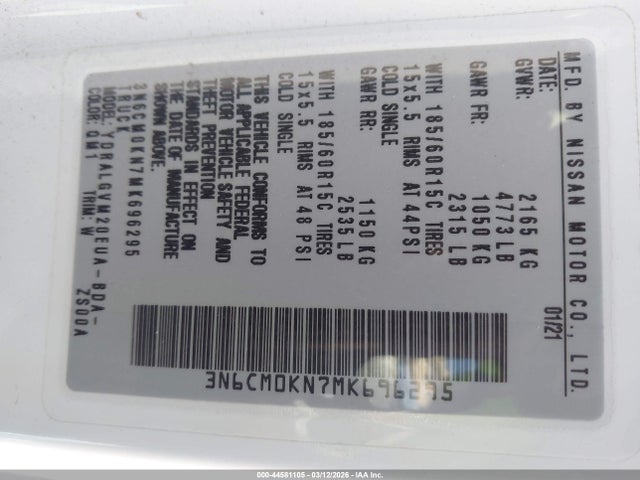 MFD. BY NISSAN MOTOR CO., LTD.
DATE: 01/21
GVWR: 2165 KG
4773 LB
GAWR FR: 1050 KG
2315 LB
WITH 185/60R15C TIRES
15x5.5 RIMS AT 44PSI
COLD SINGLE
GAWR RR: 1150 KG
2535 LB
WITH 185/60R15C TIRES
15x5.5 RIMS AT 48 PSI
COLD SINGLE
THIS VEHICLE CONFORMS TO
ALL APPLICABLE FEDERAL
MOTOR VEHICLE SAFETY AND
THEFT PREVENTION
STANDARDS IN EFFECT ON
THE DATE OF MANUFACTURE
SHOWN ABOVE.
3N6CM0KN7MK696295
TRUCK
MODEL: YDRALGVM20EUA-BDA-
ZS00A
COLOR: QM1 TRIM: W
3N6CM0KN7MK696295
000-44581105 - 03/12/2026 - IAA Inc.